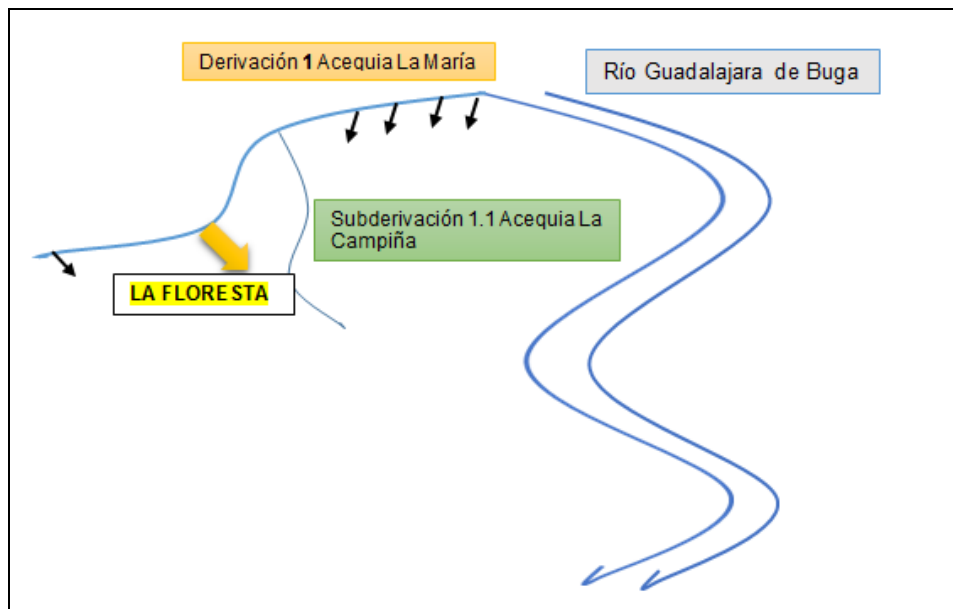 Derivación 1 Acequia La María
Río Guadalajara de Buga
Subderivación 1.1 Acequia La
Campiña
LA FLORESTA